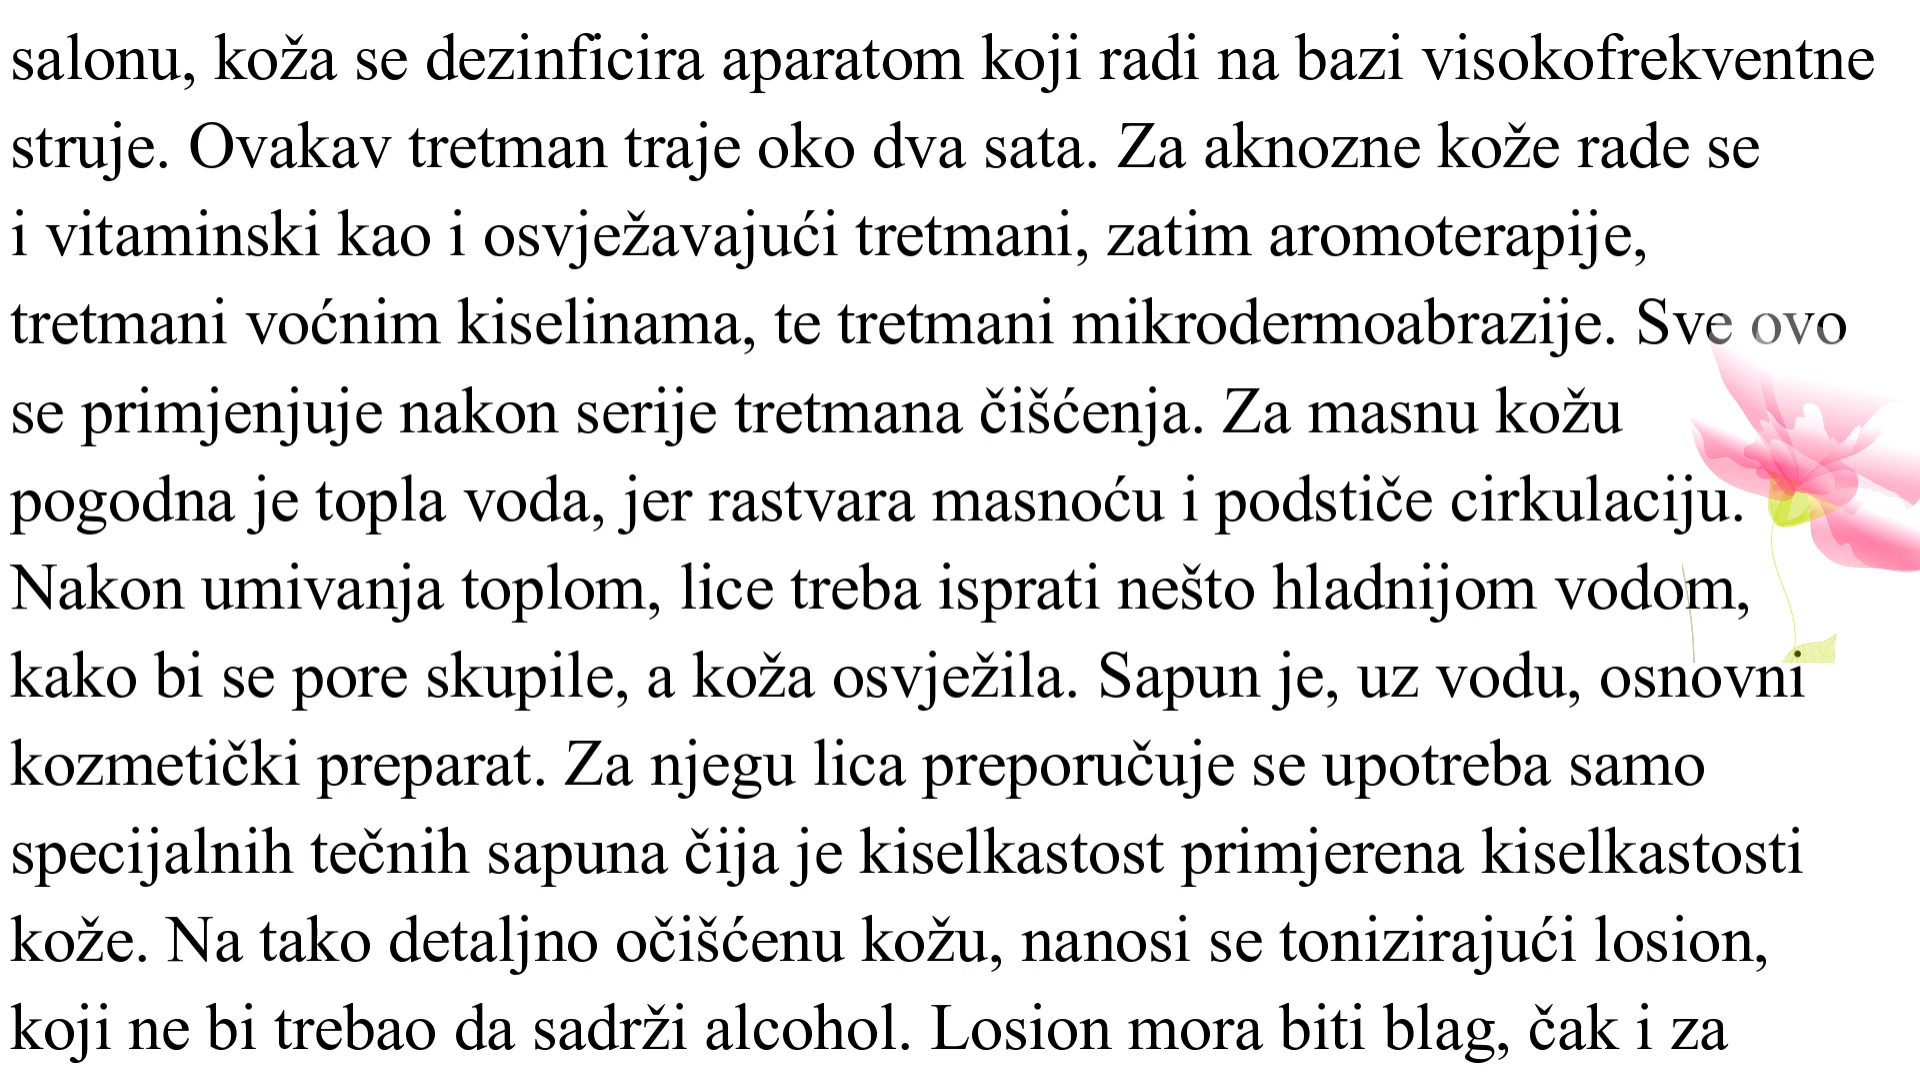 salonu, koža se dezinficira aparatom koji radi na bazi visokofrekventne
struje. Ovakav tretman traje oko dva sata. Za aknozne kože rade se
i vitaminski kao i osvježavajući tretmani, zatim aromoterapije,
tretmani voćnim kiselinama, te tretmani mikrodermoabrazije. Sve ovo
se primjenjuje nakon serije tretmana čišćenja. Za masnu kožu
pogodna je topla voda, jer rastvara masnoću i podstiče cirkulaciju.
Nakon umivanja toplom, lice treba isprati nešto hladnijom vodom,
kako bi se pore skupile, a koža osvježila. Sapun je, uz vodu, osnovni
kozmetički preparat. Za njegu lica preporučuje se upotreba samo
specijalnih tečnih sapuna čija je kiselkastost primjerena kiselkastosti
kože. Na tako detaljno očišćenu kožu, nanosi se tonizirajući losion,
koji ne bi trebao da sadrži alcohol. Losion mora biti blag, čak i za